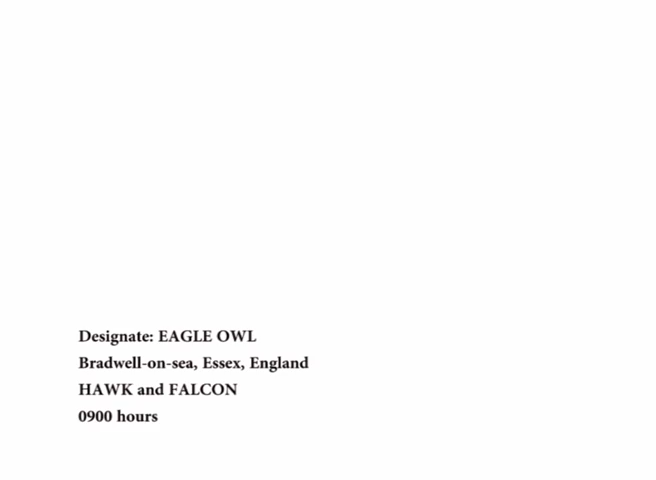 Designate: EAGLE OWL
Bradwell-on-sea, Essex, England
HAWK and FALCON
0900 hours